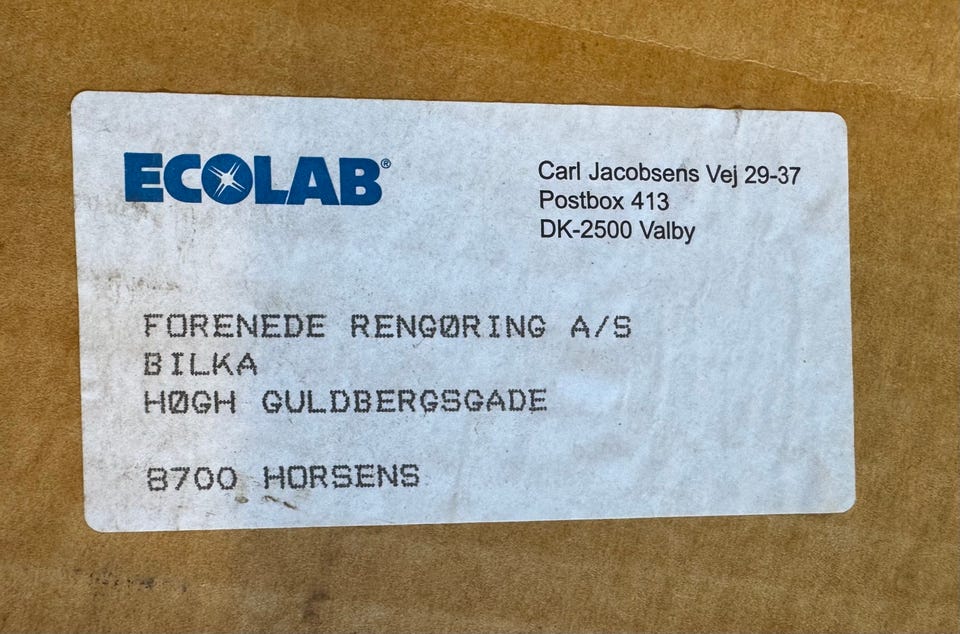 ECOLAB®
Carl Jacobsens Vej 29-37
Postbox 413
DK-2500 Valby
FORENEDE RENGØRING A/S
BILKA
HØGH GULDBERGSGADE
8700 HORSENS